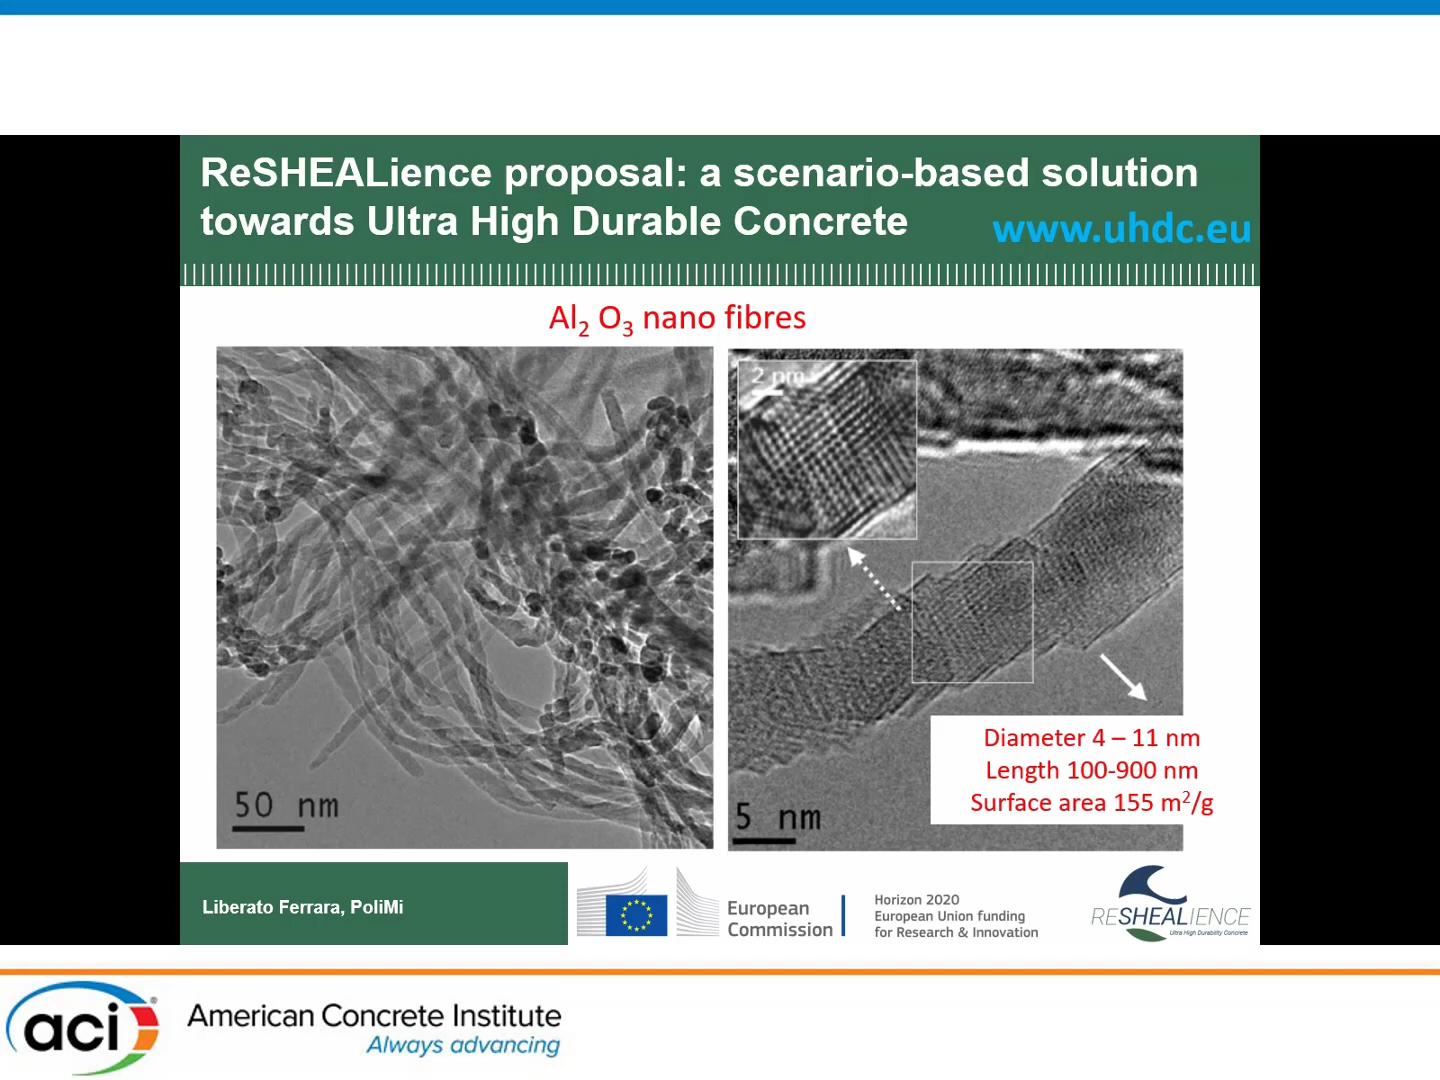 ReSHEALience proposal: a scenario-based solution
towards Ultra High Durable Concrete
www.uhdc.eu
Al2 O3 nano fibres
50 nm
2 nm
5 nm
Diameter 4 – 11 nm
Length 100-900 nm
Surface area 155 m²/g
Liberato Ferrara, PoliMi
European
Commission
Horizon 2020
European Union funding
for Research & Innovation
RESHEALIENCE
Ultra High Durability Concrete
aci®
American Concrete Institute
Always advancing